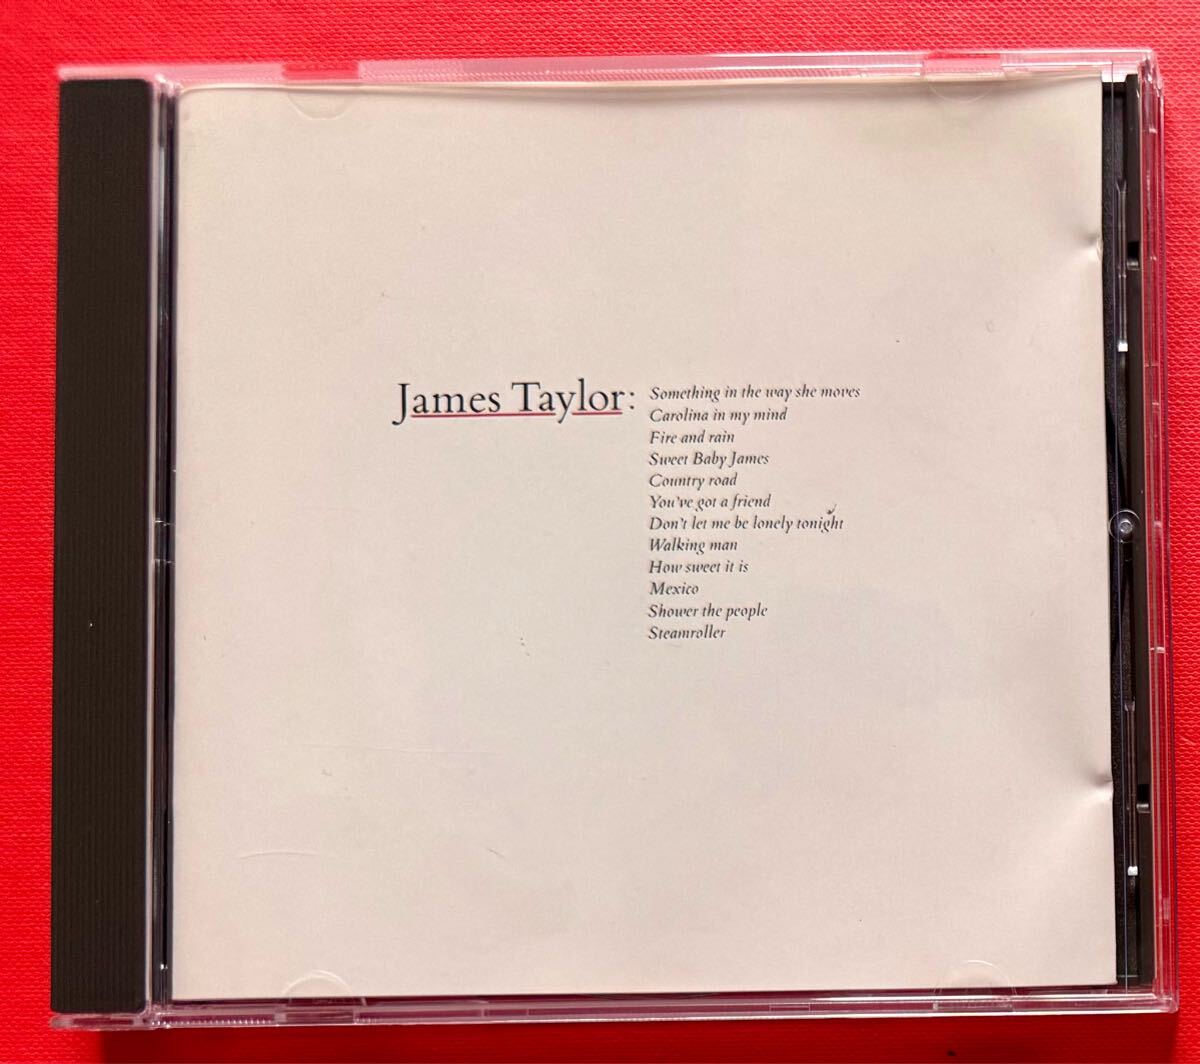 James Taylor:
Something in the way she moves
Carolina in my mind
Fire and rain
Sweet Baby James
Country road
You've got a friend
Don't let me be lonely tonight
Walking man
How sweet it is
Mexico
Shower the people
Steamroller